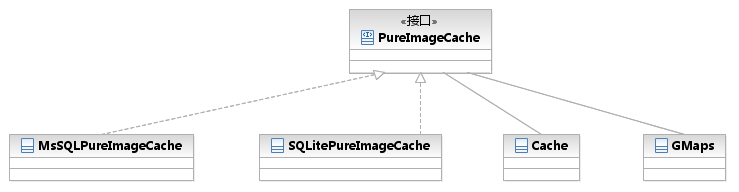 «接口»
PureImageCache
MsSQLPureImageCache
SQLitePureImageCache
Cache
GMaps